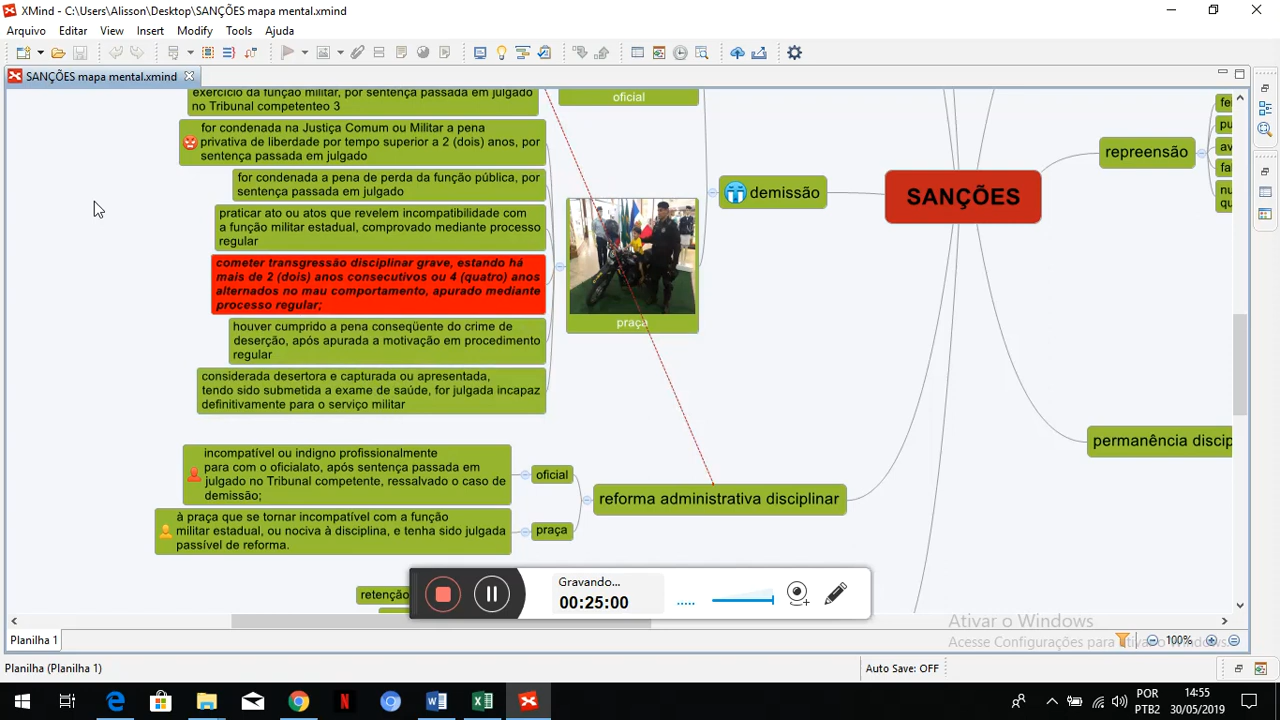 XMind - C:\Users\Alisson\Desktop\SANÇÕES mapa mental.xmind
Arquivo Editar View Insert Modify Tools Ajuda
SANÇÕES mapa mental.xmind
exercício da função militar, por sentença passada em julgado
no Tribunal competenteo 3
oficial
for condenada na Justiça Comum ou Militar a pena
privativa de liberdade por tempo superior a 2 (dois) anos, por
sentença passada em julgado
for condenada a pena de perda da função pública, por
sentença passada em julgado
praticar ato ou atos que revelem incompatibilidade com
a função militar estadual, comprovado mediante processo
regular
cometer transgressão disciplinar grave, estando há
mais de 2 (dois) anos consecutivos ou 4 (quatro) anos
alternados no mau comportamento, apurado mediante
processo regular;
houver cumprido a pena conseqüente do crime de
deserção, após apurada a motivação em procedimento
regular
considerada desertora e capturada ou apresentada,
tendo sido submetida a exame de saúde, for julgada incapaz
definitivamente para o serviço militar
praça
demissão
SANÇÕES
repreensão
fe
pu
av
fa
nu
qu
permanência discip
incompatível ou indigno profissionalmente
para com o oficialato, após sentença passada em
julgado no Tribunal competente, ressalvado o caso de
demissão;
oficial
à praça que se tornar incompatível com a função
militar estadual, ou nociva à disciplina, e tenha sido julgada
passível de reforma.
praça
reforma administrativa disciplinar
retenção
Gravando...
00:25:00
Ativar o Windows
Acesse Configurações para ativar o Windows.
Planilha 1
100%
Planilha (Planilha 1)
Auto Save: OFF
POR
PTB2
14:55
30/05/2019